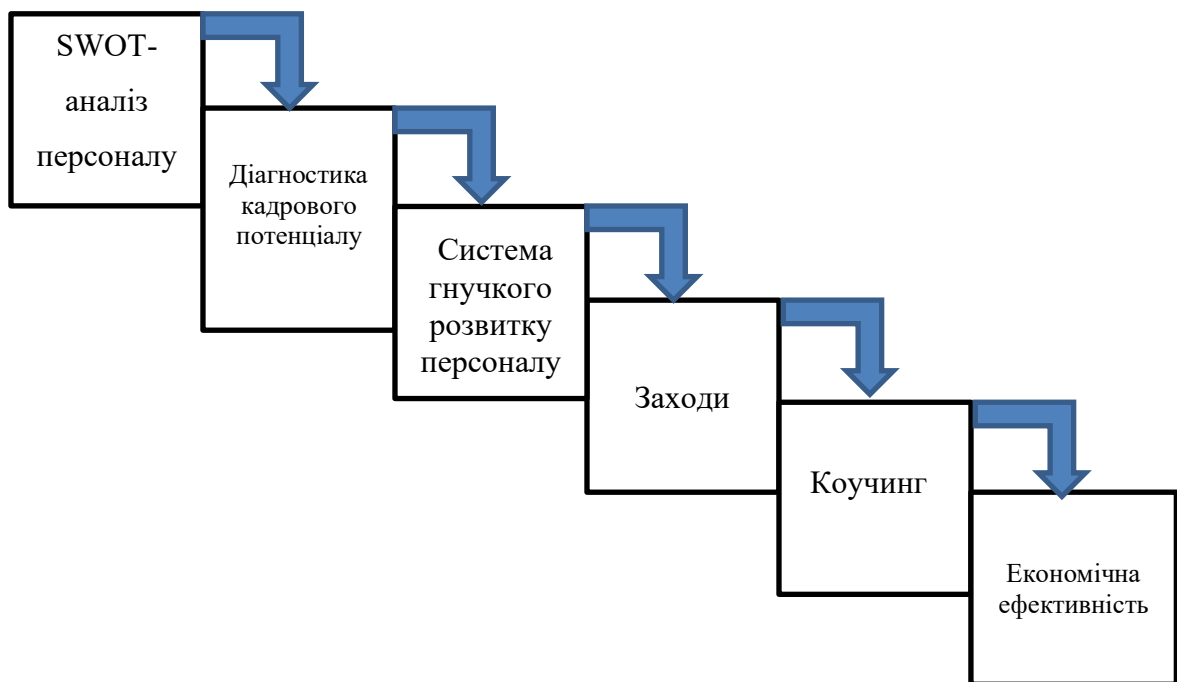 SWOT-
аналіз
персоналу
Діагностика
кадрового
потенціалу
Система
гнучкого
розвитку
персоналу
Заходи
Коучинг
Економічна
ефективність